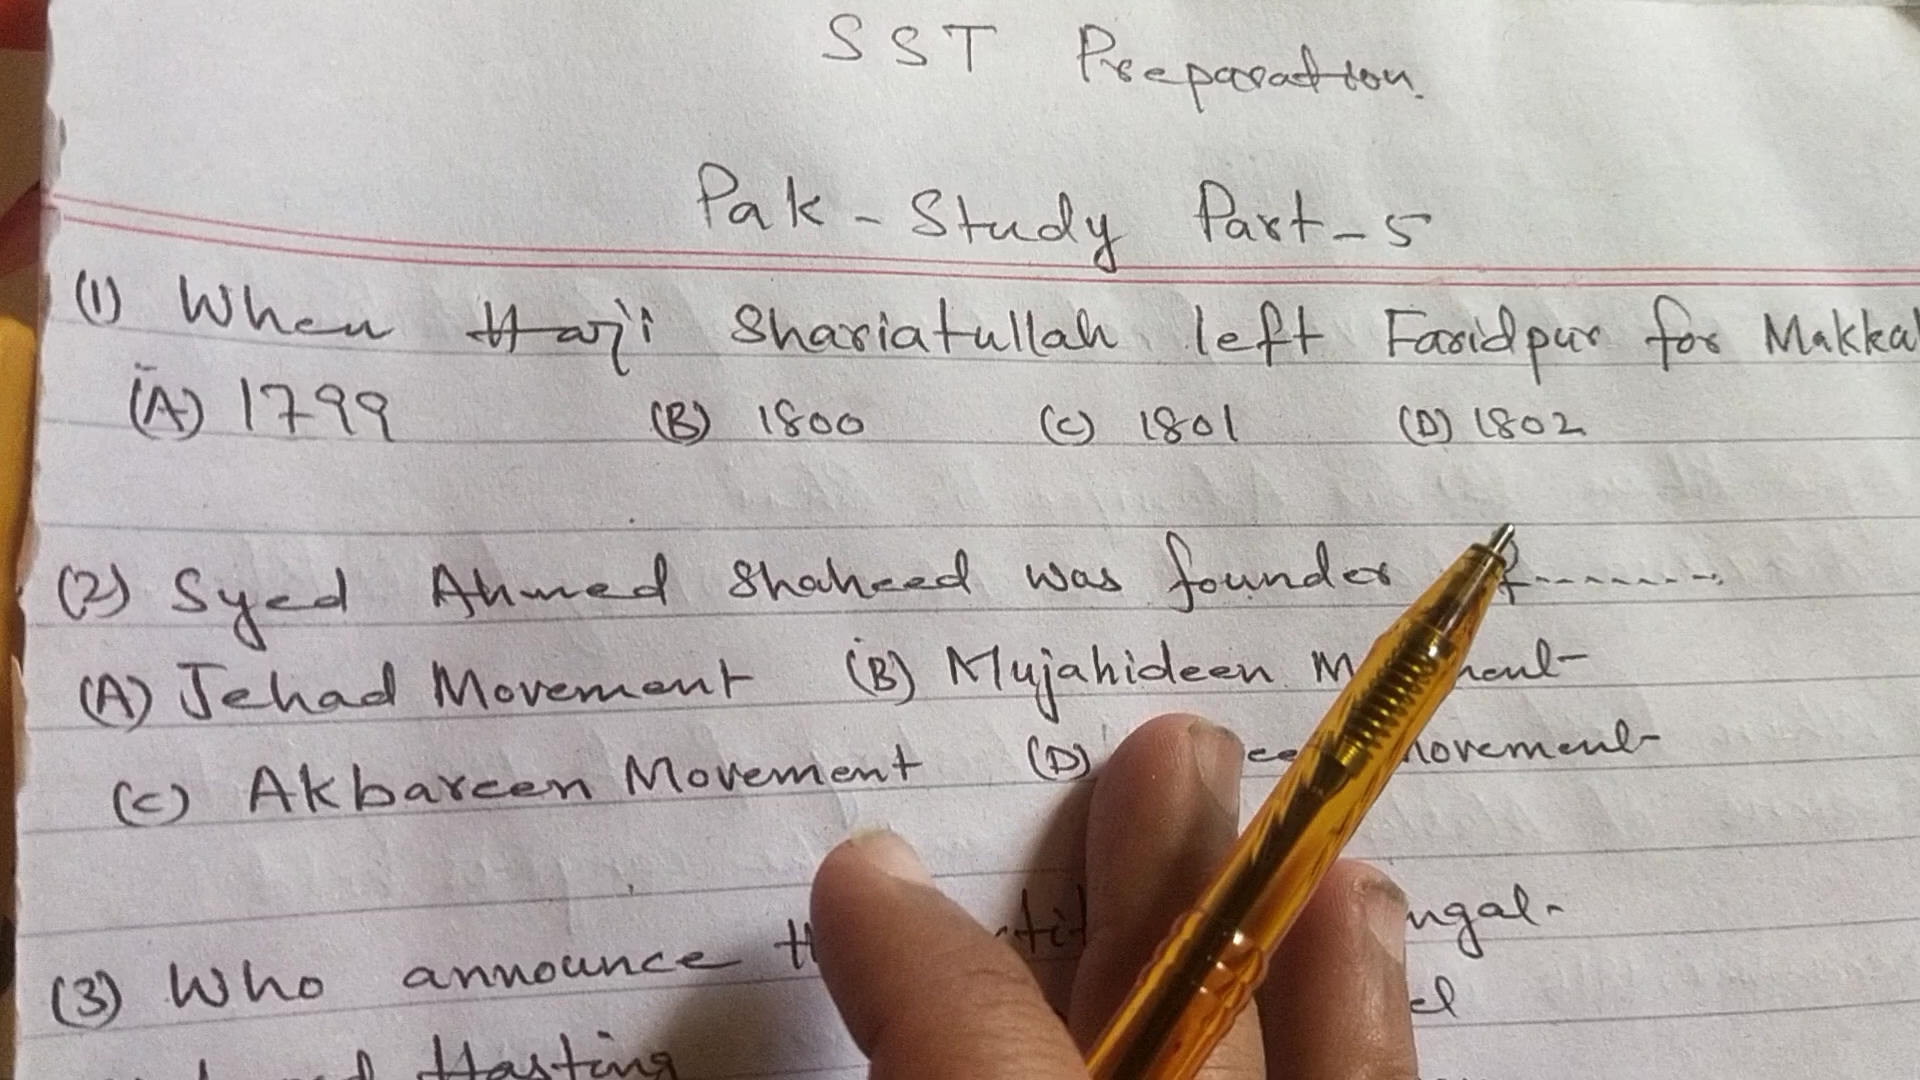 SST Preparation.
Pak-Study Part-5
(1) When Haji Shariatullah left Faridpur for Makka
(A) 1799 (B) 1800 (C) 1801 (D) 1802
(2) Syed Ahmed Shaheed was founder -------.
(A) Jehad Movement (B) Mujahideen
(C) Akbareen Movement (D) Movement
(3) Who announce
Hasting